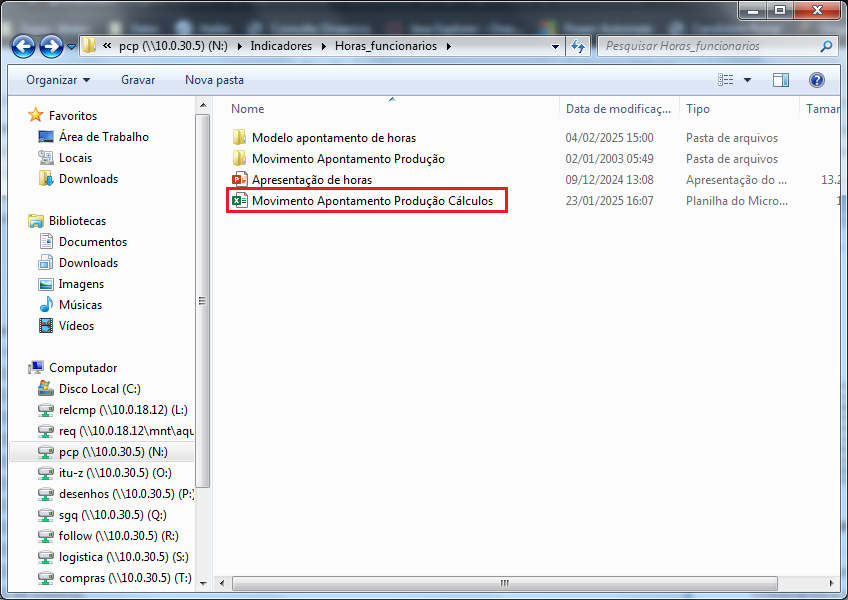 « pcp (\\10.0.30.5) (N:) ▸ Indicadores ▸ Horas_funcionarios ▸
Pesquisar Horas_funcionarios
Organizar
Gravar
Nova pasta
Favoritos
Área de Trabalho
Locais
Downloads
Bibliotecas
Documentos
Downloads
Imagens
Músicas
Vídeos
Computador
Disco Local (C:)
relcmp (\\10.0.18.12) (L:)
req (\\10.0.18.12\mnt\aqu
pcp (\\10.0.30.5) (N:)
itu-z (\\10.0.30.5) (O:)
desenhos (\\10.0.30.5) (P:)
sgq (\\10.0.30.5) (Q:)
follow (\\10.0.30.5) (R:)
logistica (\\10.0.30.5) (S:)
compras (\\10.0.30.5) (T:)
Nome Data de modificaç... Tipo Tamar
Modelo apontamento de horas 04/02/2025 15:00 Pasta de arquivos
Movimento Apontamento Produção 02/01/2003 05:49 Pasta de arquivos
Apresentação de horas 09/12/2024 13:08 Apresentação do ... 13.2
Movimento Apontamento Produção Cálculos 23/01/2025 16:07 Planilha do Micro... 1